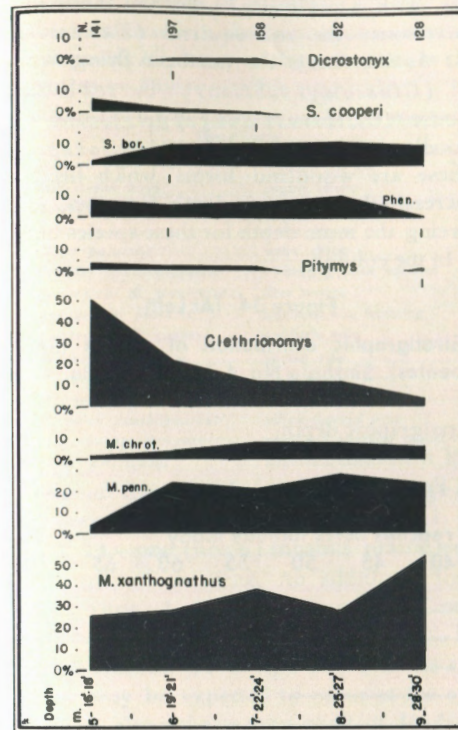 N.
141 197 158 52 128
10
0%
Dicrostonyx
10
0%
S. cooperi
10
0%
S. bor.
10
0%
Phen.
10
0%
Pitymys
50
40
30
20
10
0%
Clethrionomys
10
0%
M. chrot.
20
10
0%
M. penn.
50
40
30
20
10
0%
M. xanthognathus
Depth
m.
5-16-18' 6-19-21' 7-22-24' 8-25-27' 9-28-30'